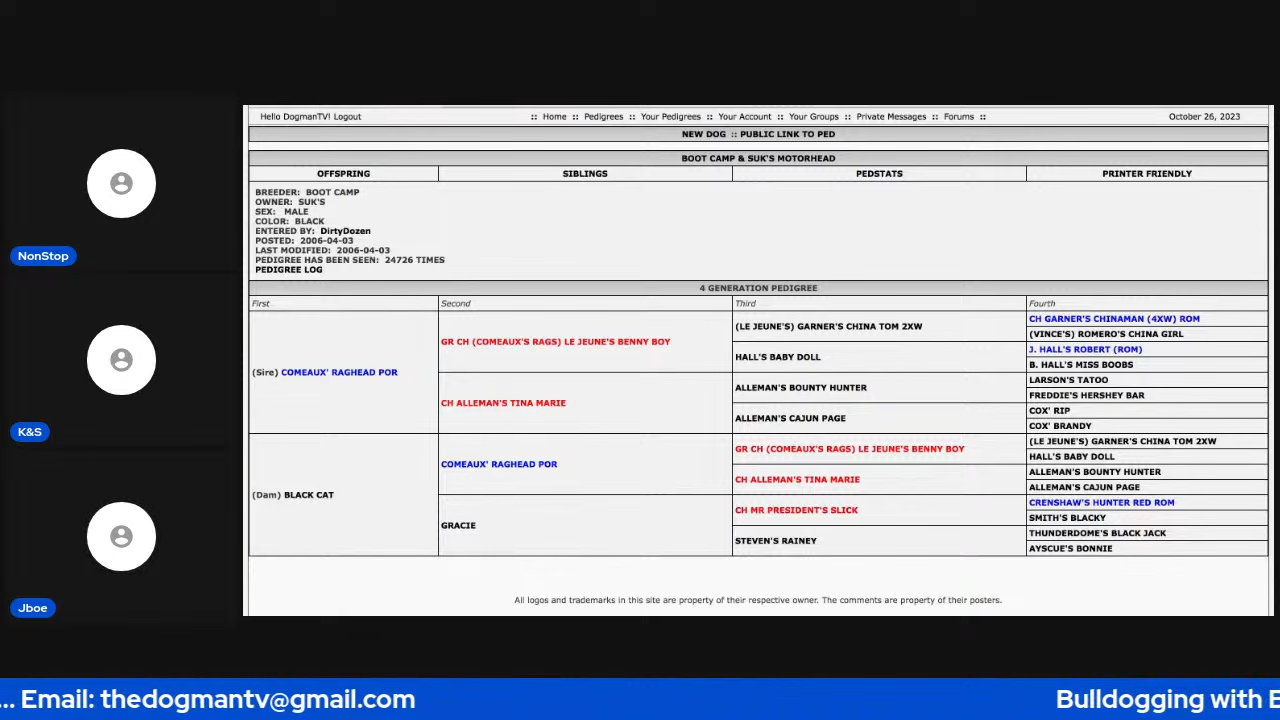 Hello DogmanTV! Logout
:: Home :: Pedigrees :: Your Pedigrees :: Your Account :: Your Groups :: Private Messages :: Forums ::
October 26, 2023
NEW DOG :: PUBLIC LINK TO PED
BOOT CAMP & SUK'S MOTORHEAD
OFFSPRING SIBLINGS PEDSTATS PRINTER FRIENDLY
BREEDER: BOOT CAMP
OWNER: SUK'S
SEX: MALE
COLOR: BLACK
ENTERED BY: DirtyDozen
POSTED: 2006-04-03
LAST MODIFIED: 2006-04-03
PEDIGREE HAS BEEN SEEN: 24726 TIMES
PEDIGREE LOG
4 GENERATION PEDIGREE
First Second Third Fourth
(Sire) COMEAUX' RAGHEAD POR
(Dam) BLACK CAT
GR CH (COMEAUX'S RAGS) LE JEUNE'S BENNY BOY
CH ALLEMAN'S TINA MARIE
COMEAUX' RAGHEAD POR
GRACIE
(LE JEUNE'S) GARNER'S CHINA TOM 2XW
HALL'S BABY DOLL
ALLEMAN'S BOUNTY HUNTER
ALLEMAN'S CAJUN PAGE
GR CH (COMEAUX'S RAGS) LE JEUNE'S BENNY BOY
CH ALLEMAN'S TINA MARIE
CH MR PRESIDENT'S SLICK
STEVEN'S RAINEY
CH GARNER'S CHINAMAN (4XW) ROM
(VINCE'S) ROMERO'S CHINA GIRL
J. HALL'S ROBERT (ROM)
B. HALL'S MISS BOOBS
LARSON'S TATOO
FREDDIE'S HERSHEY BAR
COX' RIP
COX' BRANDY
(LE JEUNE'S) GARNER'S CHINA TOM 2XW
HALL'S BABY DOLL
ALLEMAN'S BOUNTY HUNTER
ALLEMAN'S CAJUN PAGE
CRENSHAW'S HUNTER RED ROM
SMITH'S BLACKY
THUNDERDOME'S BLACK JACK
AYSCUE'S BONNIE
All logos and trademarks in this site are property of their respective owner. The comments are property of their posters.
NonStop
K&S
Jboe
... Email: thedogmantv@gmail.com
Bulldogging with